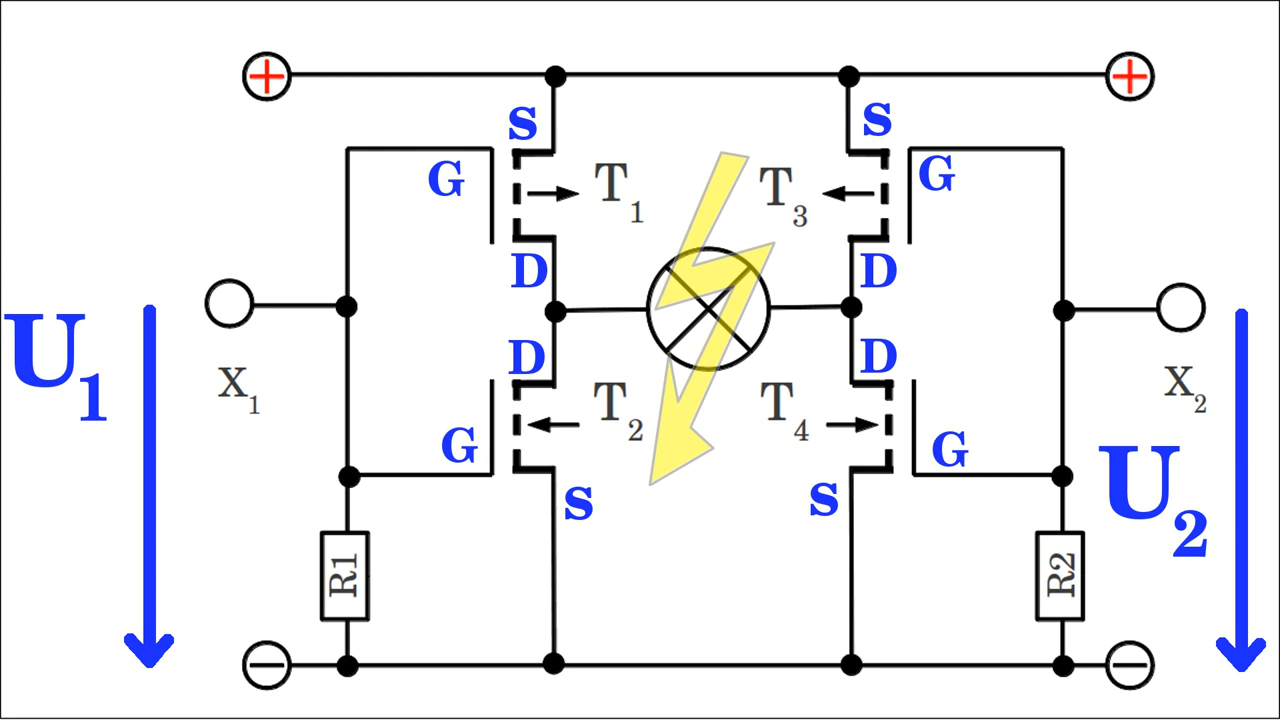 + +
S S
G T1 T3 G
D D
U1 X1 X2
D D
G T2 T4 G
S S U2
R1 R2
− −